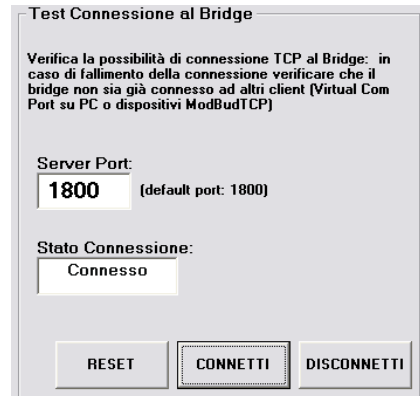 Test Connessione al Bridge
Verifica la possibilità di connessione TCP al Bridge: in
caso di fallimento della connessione verificare che il
bridge non sia già connesso ad altri client (Virtual Com
Port su PC o dispositivi ModBudTCP)
Server Port:
1800 (default port: 1800)
Stato Connessione:
Connesso
RESET CONNETTI DISCONNETTI